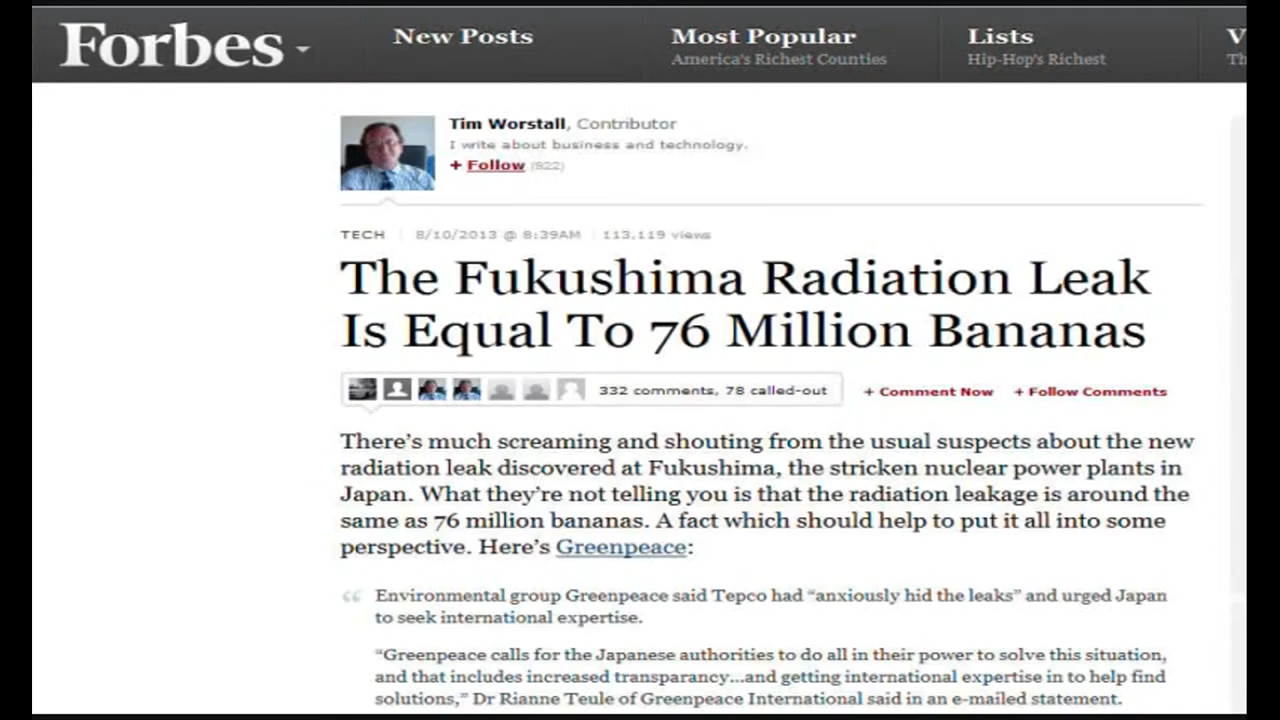 Forbes
New Posts
Most Popular
America's Richest Counties
Lists
Hip-Hop's Richest
V
Th
Tim Worstall, Contributor
I write about business and technology.
+ Follow (922)
TECH | 8/10/2013 @ 8:39AM | 113,119 views
The Fukushima Radiation Leak
Is Equal To 76 Million Bananas
332 comments, 78 called-out
+ Comment Now
+ Follow Comments
There's much screaming and shouting from the usual suspects about the new
radiation leak discovered at Fukushima, the stricken nuclear power plants in
Japan. What they're not telling you is that the radiation leakage is around the
same as 76 million bananas. A fact which should help to put it all into some
perspective. Here's Greenpeace:
“ Environmental group Greenpeace said Tepco had “anxiously hid the leaks” and urged Japan
to seek international expertise.
“Greenpeace calls for the Japanese authorities to do all in their power to solve this situation,
and that includes increased transparency…and getting international expertise in to help find
solutions,” Dr Rianne Teule of Greenpeace International said in an e-mailed statement.